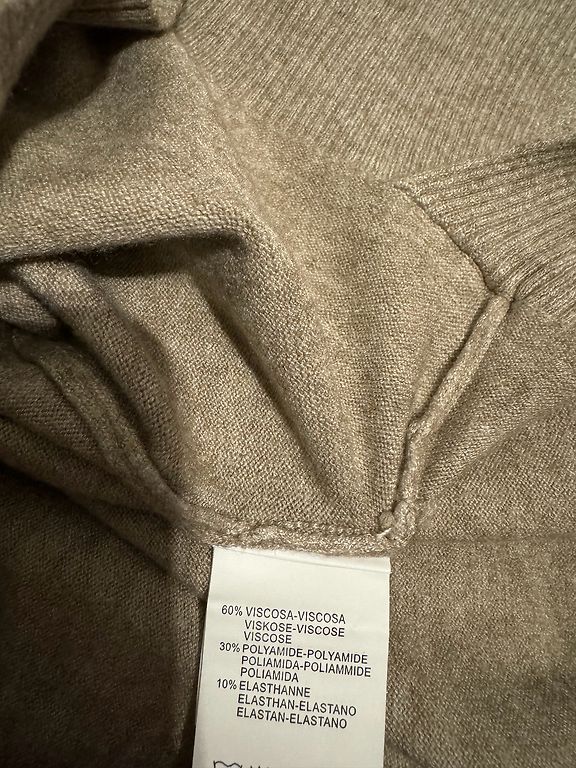 60% VISCOSA-VISCOSA
VISKOSE-VISCOSE
VISCOSE
30% POLYAMIDE-POLYAMIDE
POLIAMIDA-POLIAMMIDE
POLIAMIDA
10% ELASTHANNE
ELASTHAN-ELASTANO
ELASTAN-ELASTANO